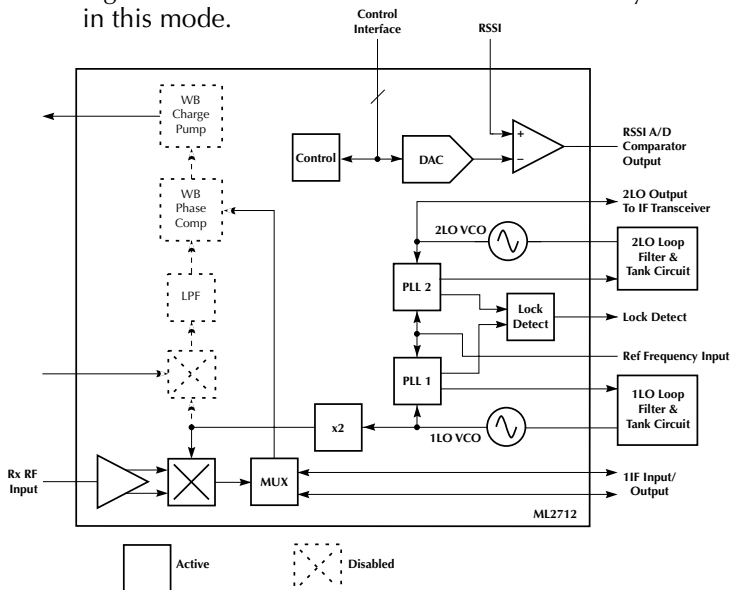 in this mode.
Control
Interface
RSSI
WB
Charge
Pump
Control
DAC
+
−
RSSI A/D
Comparator
Output
WB
Phase
Comp
2LO Output
To IF Transceiver
2LO VCO
2LO Loop
Filter &
Tank Circuit
LPF
PLL 2
Lock
Detect
Lock Detect
Ref Frequency Input
PLL 1
1LO Loop
Filter &
Tank Circuit
x2
1LO VCO
Rx RF
Input
MUX
1IF Input/
Output
ML2712
Active
Disabled